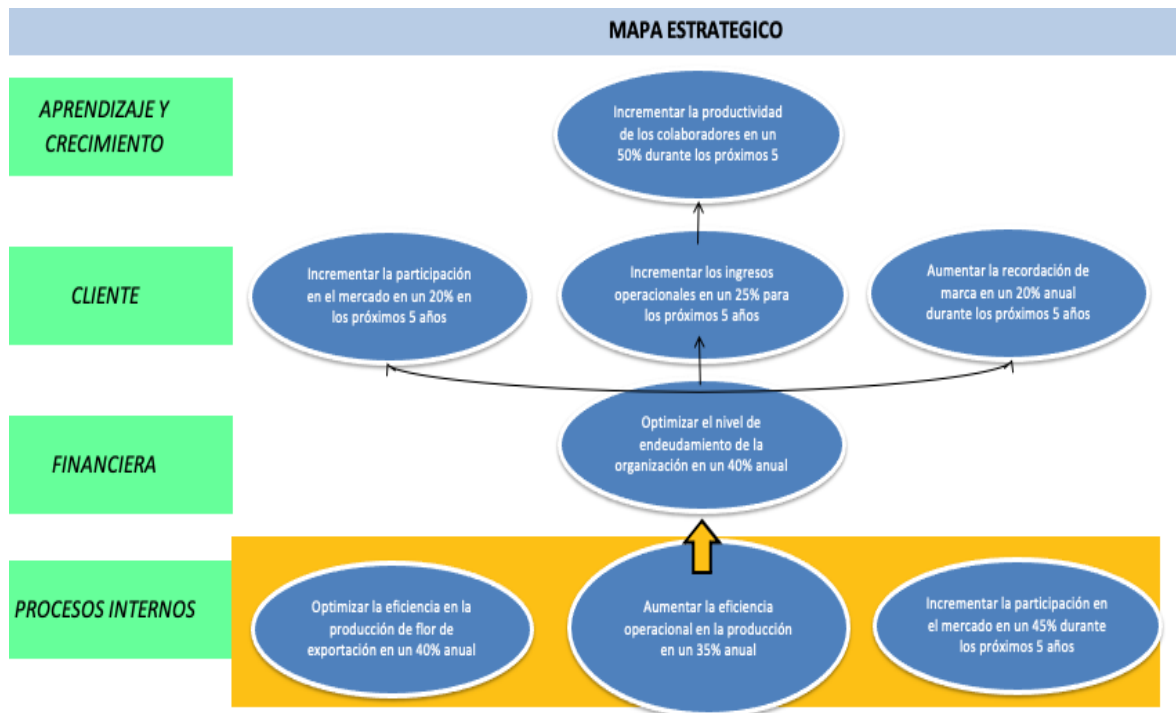 MAPA ESTRATEGICO
APRENDIZAJE Y
CRECIMIENTO
Incrementar la productividad
de los colaboradores en un
50% durante los próximos 5
CLIENTE
Incrementar la participación
en el mercado en un 20% en
los próximos 5 años
Incrementar los ingresos
operacionales en un 25% para
los próximos 5 años
Aumentar la recordación de
marca en un 20% anual
durante los próximos 5 años
FINANCIERA
Optimizar el nivel de
endeudamiento de la
organización en un 40% anual
PROCESOS INTERNOS
Optimizar la eficiencia en la
producción de flor de
exportación en un 40% anual
Aumentar la eficiencia
operacional en la producción
en un 35% anual
Incrementar la participación en
el mercado en un 45% durante
los próximos 5 años